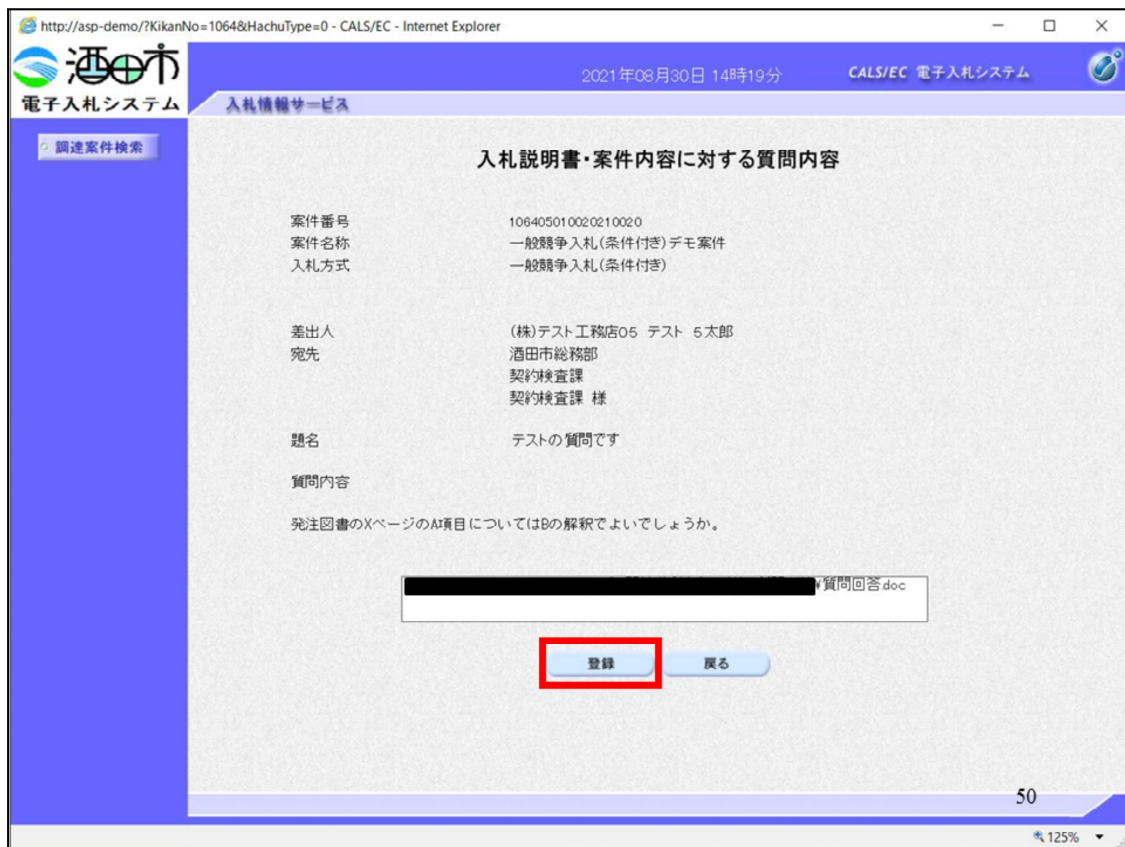 http://asp-demo/?KikanNo=1064&HachuType=0 - CALS/EC - Internet Explorer
酒田市
電子入札システム
2021年08月30日 14時19分
CALS/EC 電子入札システム
入札情報サービス
調達案件検索
入札説明書・案件内容に対する質問内容
案件番号 106405010020210020
案件名称 一般競争入札(条件付き)デモ案件
入札方式 一般競争入札(条件付き)
差出人 (株)テスト工務店05 テスト 5太郎
宛先 酒田市総務部
契約検査課
契約検査課 様
題名 テストの質問です
質問内容
発注図書のXページのA項目についてはBの解釈でよいでしょうか。
¥質問回答.doc
登録 戻る
50
125%